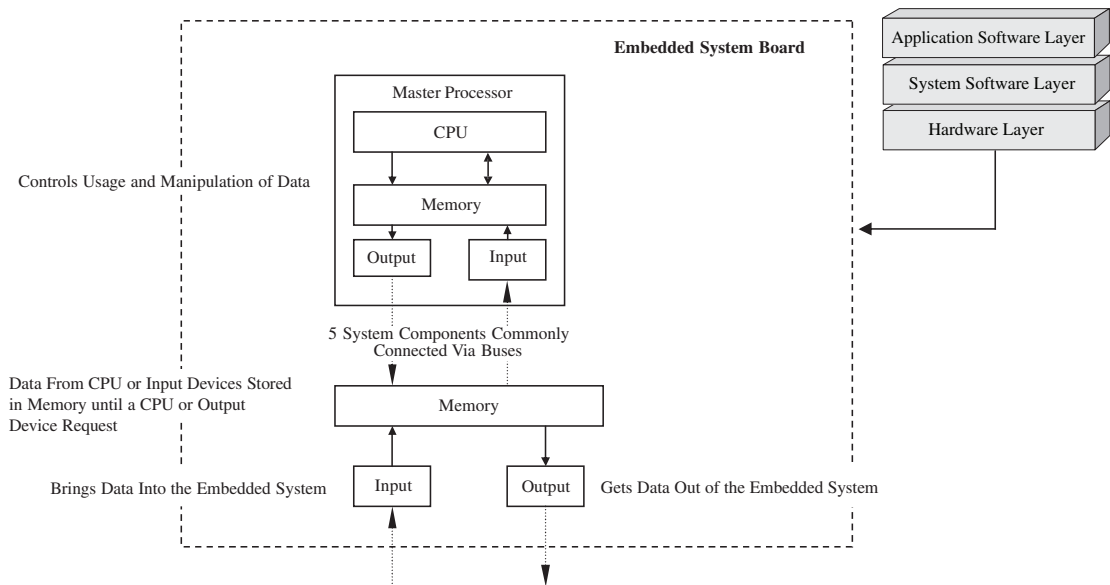 Embedded System Board
Application Software Layer
System Software Layer
Hardware Layer
Master Processor
CPU
Controls Usage and Manipulation of Data
Memory
Output
Input
5 System Components Commonly
Connected Via Buses
Data From CPU or Input Devices Stored
in Memory until a CPU or Output
Device Request
Memory
Brings Data Into the Embedded System
Input
Output
Gets Data Out of the Embedded System